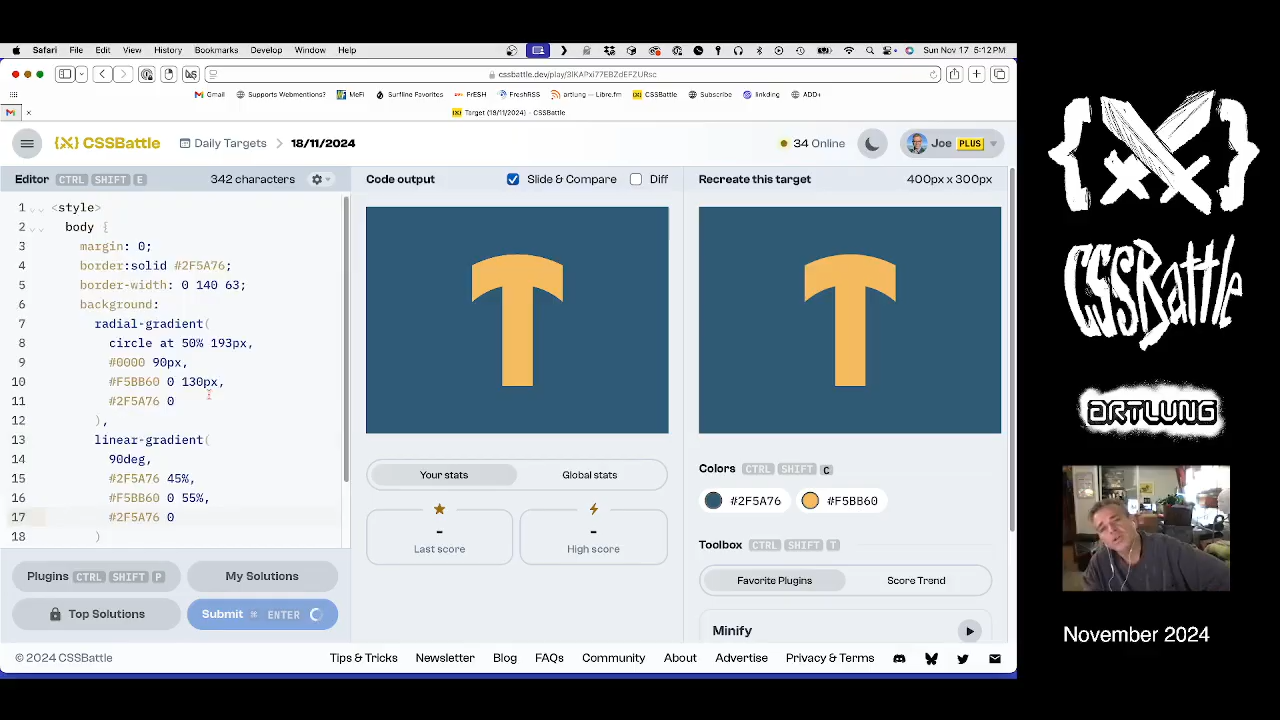 Safari File Edit View History Bookmarks Develop Window Help Sun Nov 17 5:12 PM
cssbattle.dev/play/3lKAPxi77EBZdEFZURsc
Gmail Supports Webmentions? MeFi Surfline Favorites FrESH FreshRSS artlung — Libre.fm CSSBattle Subscribe linkding ADD+
Target (18/11/2024) - CSSBattle
{X} CSSBattle Daily Targets > 18/11/2024 34 Online Joe PLUS
Editor CTRL SHIFT E 342 characters Code output Slide & Compare Diff Recreate this target 400px x 300px
1 <style>
2 body {
3 margin: 0;
4 border:solid #2F5A76;
5 border-width: 0 140 63;
6 background:
7 radial-gradient(
8 circle at 50% 193px,
9 #0000 90px,
10 #F5BB60 0 130px,
11 #2F5A76 0
12 ),
13 linear-gradient(
14 90deg,
15 #2F5A76 45%,
16 #F5BB60 0 55%,
17 #2F5A76 0
18 )
Your stats Global stats
- Last score
- High score
Colors CTRL SHIFT C
#2F5A76 #F5BB60
Toolbox CTRL SHIFT T
Favorite Plugins Score Trend
Minify
Plugins CTRL SHIFT P My Solutions
Top Solutions Submit ⌘ ENTER
© 2024 CSSBattle Tips & Tricks Newsletter Blog FAQs Community About Advertise Privacy & Terms
CSSBattle
ARTLUNG
November 2024